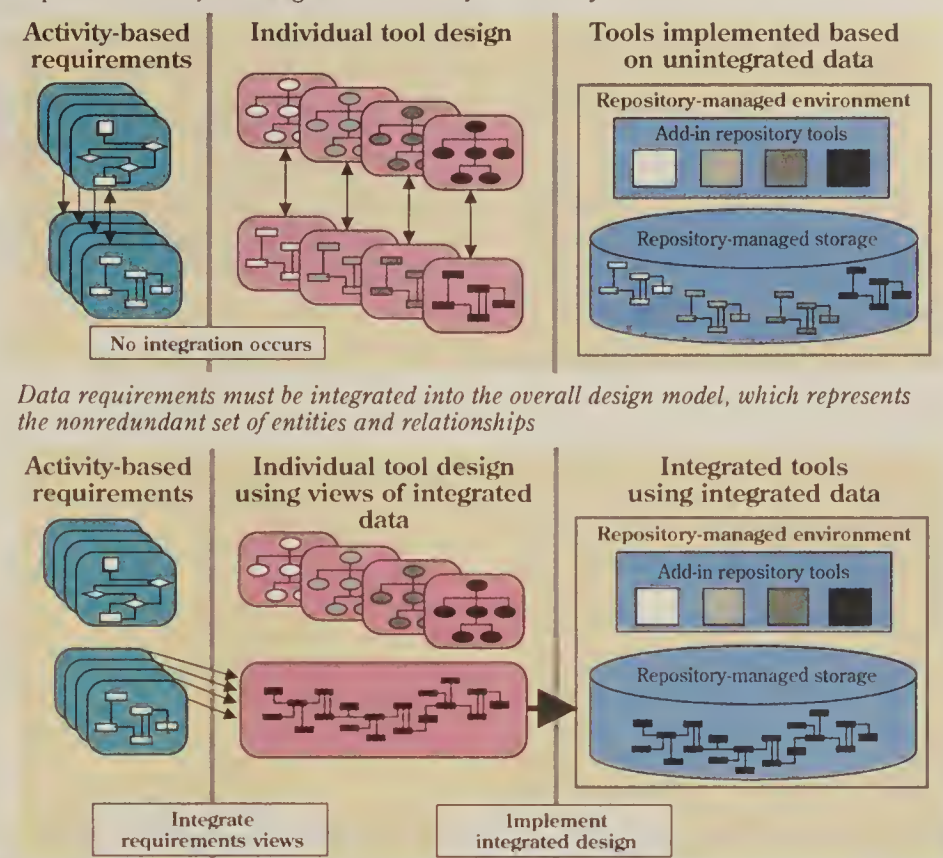 Activity-based
requirements
Individual tool design
Tools implemented based
on unintegrated data
Repository-managed environment
Add-in repository tools
Repository-managed storage
No integration occurs
Data requirements must be integrated into the overall design model, which represents
the nonredundant set of entities and relationships
Activity-based
requirements
Individual tool design
using views of integrated
data
Integrated tools
using integrated data
Repository-managed environment
Add-in repository tools
Repository-managed storage
Integrate
requirements views
Implement
integrated design